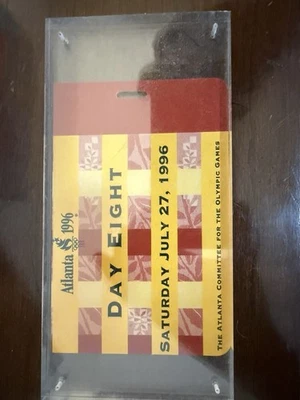 Atlanta 1996
DAY EIGHT
SATURDAY JULY 27, 1996
THE ATLANTA COMMITTEE FOR THE OLYMPIC GAMES